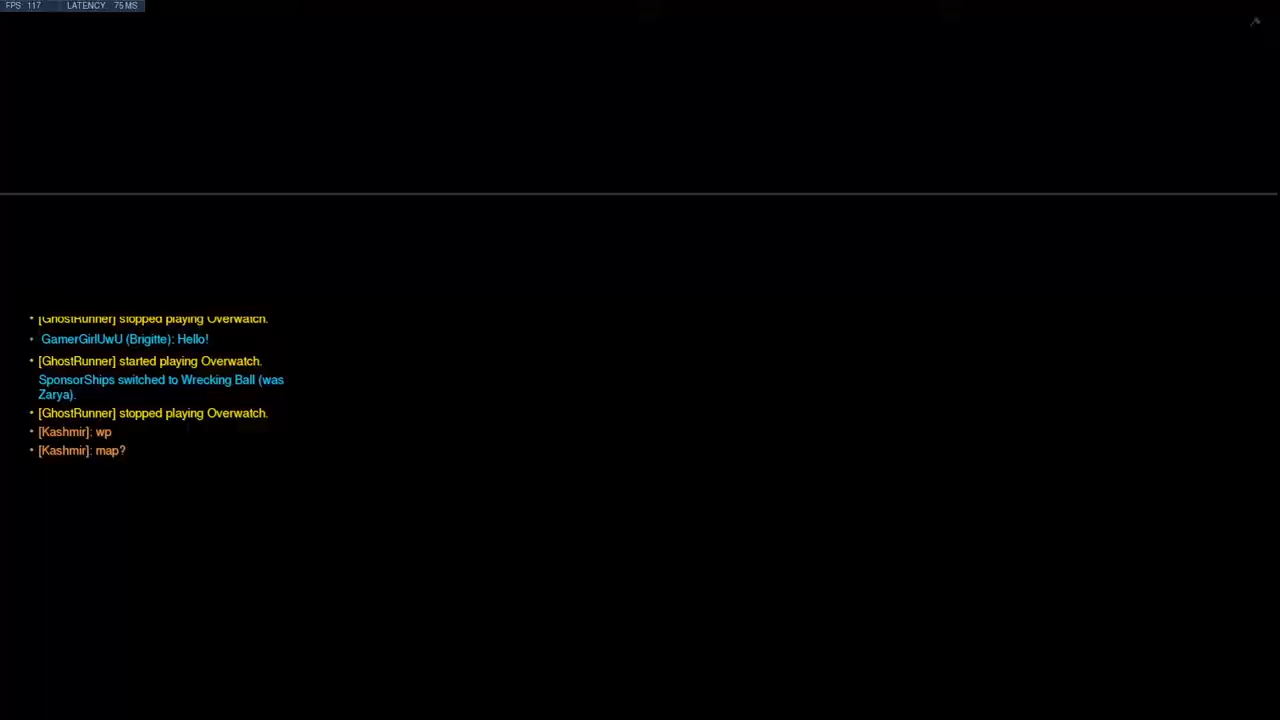 FPS 117 LATENCY 75 MS
• [GhostRunner] stopped playing Overwatch.
• GamerGirlUwU (Brigitte): Hello!
• [GhostRunner] started playing Overwatch.
SponsorShips switched to Wrecking Ball (was
Zarya).
• [GhostRunner] stopped playing Overwatch.
• [Kashmir]: wp
• [Kashmir]: map?